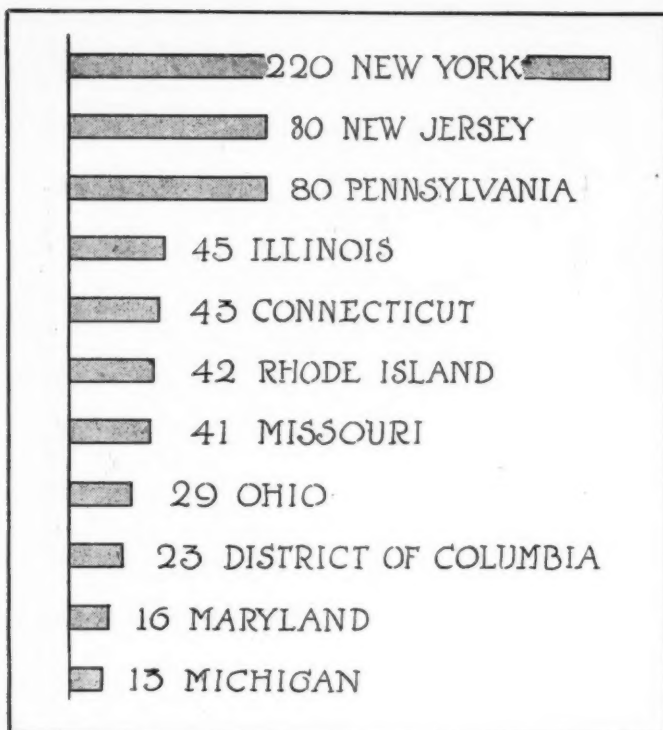 220 NEW YORK
80 NEW JERSEY
80 PENNSYLVANIA
45 ILLINOIS
43 CONNECTICUT
42 RHODE ISLAND
41 MISSOURI
29 OHIO
23 DISTRICT OF COLUMBIA
16 MARYLAND
13 MICHIGAN